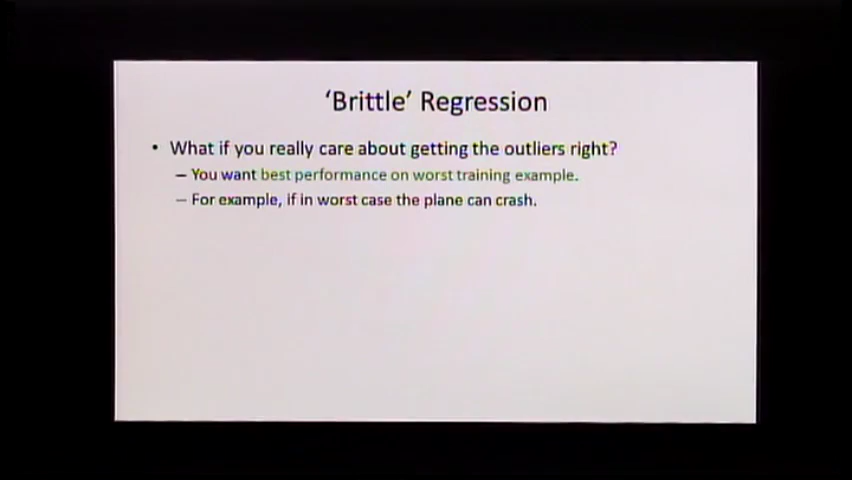 ‘Brittle’ Regression
• What if you really care about getting the outliers right?
– You want best performance on worst training example.
– For example, if in worst case the plane can crash.